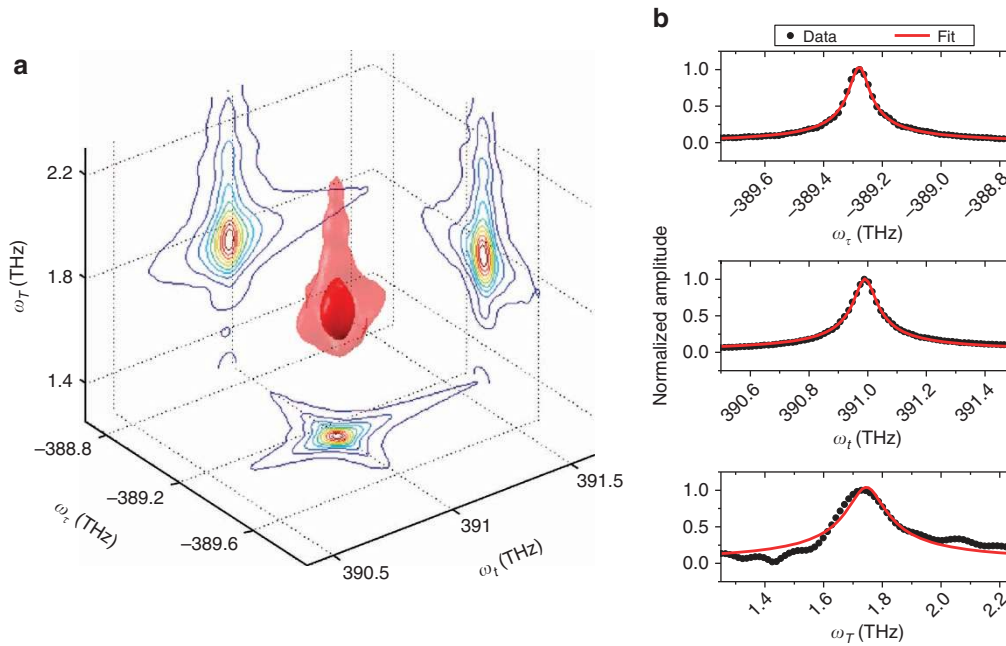 a
2.2
1.8
1.4
ω_T (THz)
−388.8
−389.2
−389.6
ω_τ (THz)
390.5
391
391.5
ω_t (THz)
b
Data Fit
Normalized amplitude
1.0
0.5
0.0
−389.6 −389.4 −389.2 −389.0 −388.8
ω_τ (THz)
1.0
0.5
0.0
390.6 390.8 391.0 391.2 391.4
ω_t (THz)
1.0
0.5
0.0
1.4 1.6 1.8 2.0 2.2
ω_T (THz)